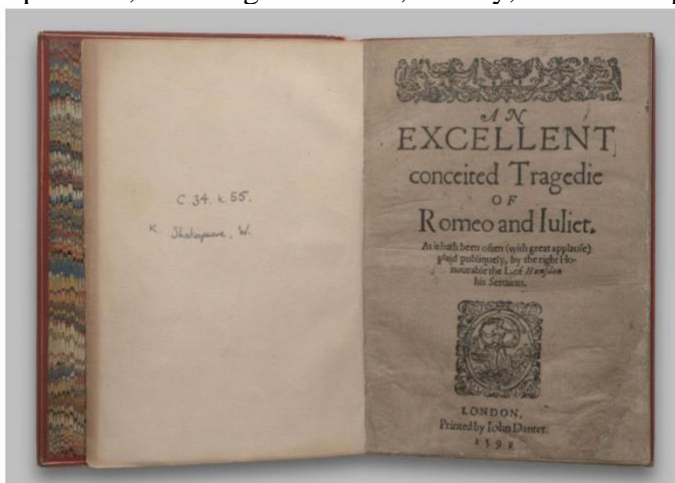 C.34. k 55.
K Shakespeare, W.
AN
EXCELLENT
conceited Tragedie
OF
Romeo and Iuliet.
As it hath been often (with great applause)
plaid publiquely, by the right Ho-
nourable the L. of Hunsdon
his Seruants.
LONDON,
Printed by Iohn Danter.